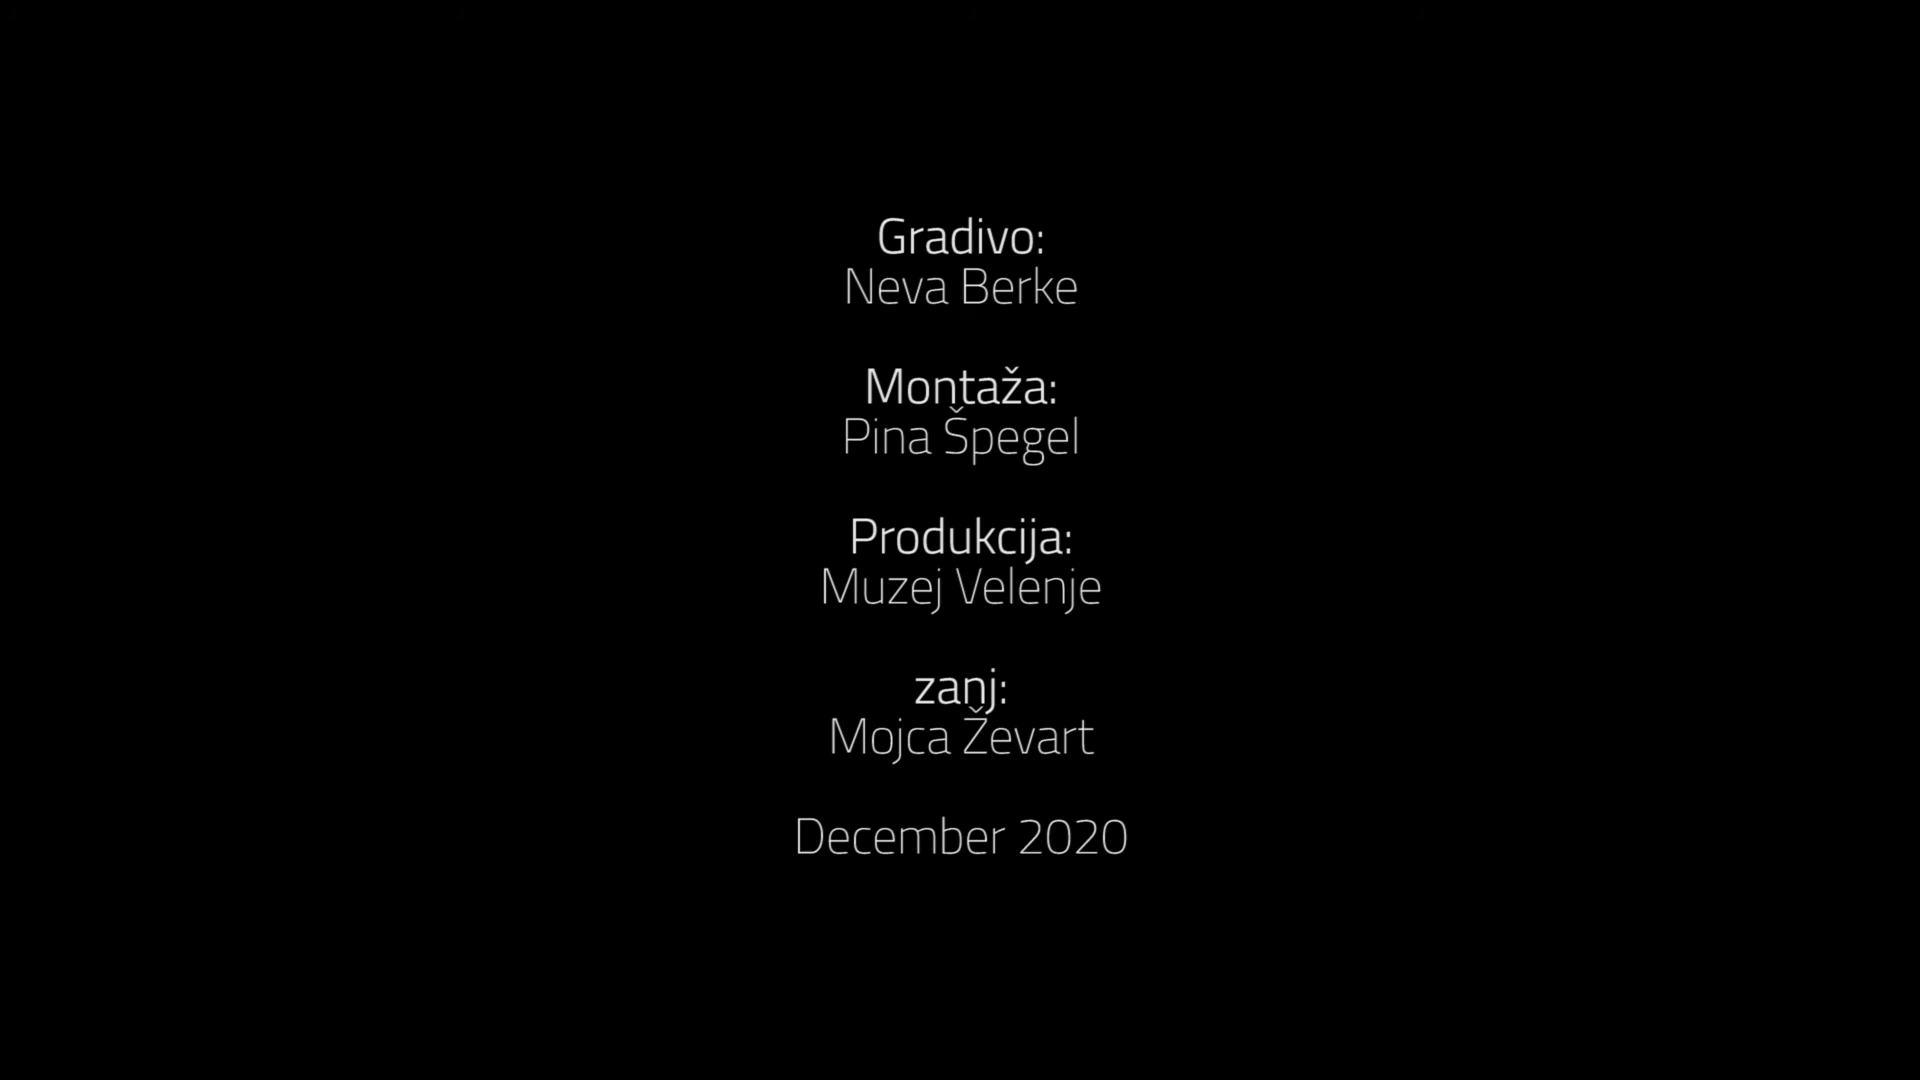 Gradivo:
Neva Berke
Montaža:
Pina Špegel
Produkcija:
Muzej Velenje
zanj:
Mojca Ževart
December 2020